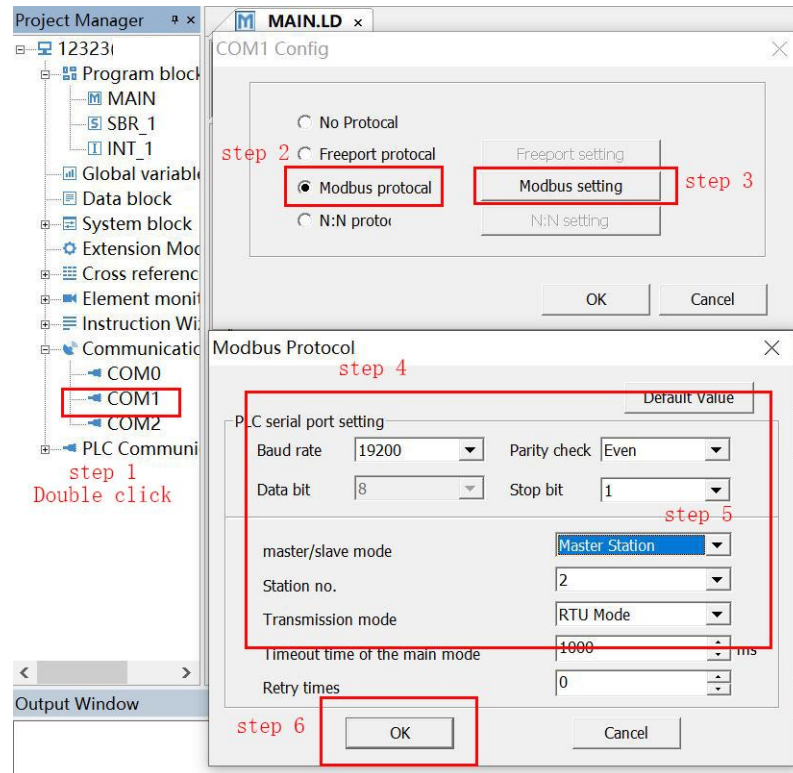 Project Manager
MAIN.LD
12323(
Program block
MAIN
SBR_1
INT_1
Global variable
Data block
System block
Extension Mod
Cross referenc
Element monit
Instruction Wi
Communicatic
COM0
COM1
COM2
PLC Communi
step 1
Double click
Output Window
COM1 Config
No Protocal
step 2
Freeport protocal
Freeport setting
Modbus protocal
Modbus setting
step 3
N:N protoc
N:N setting
OK
Cancel
Modbus Protocol
step 4
Default Value
PLC serial port setting
Baud rate
19200
Parity check
Even
Data bit
8
Stop bit
1
step 5
master/slave mode
Master Station
Station no.
2
Transmission mode
RTU Mode
Timeout time of the main mode
1000
ms
Retry times
0
step 6
OK
Cancel